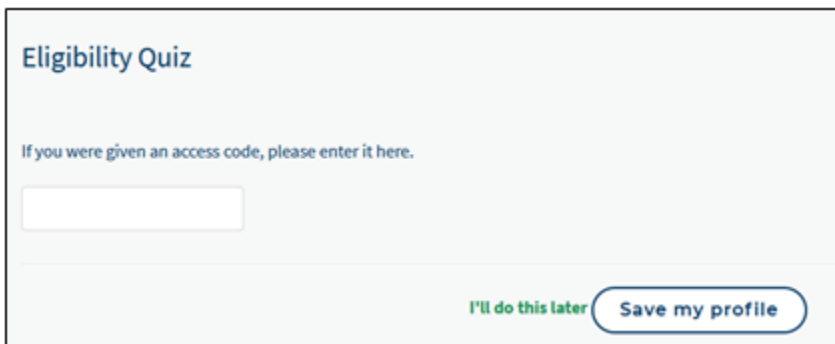 Eligibility Quiz
If you were given an access code, please enter it here.
I'll do this later Save my profile